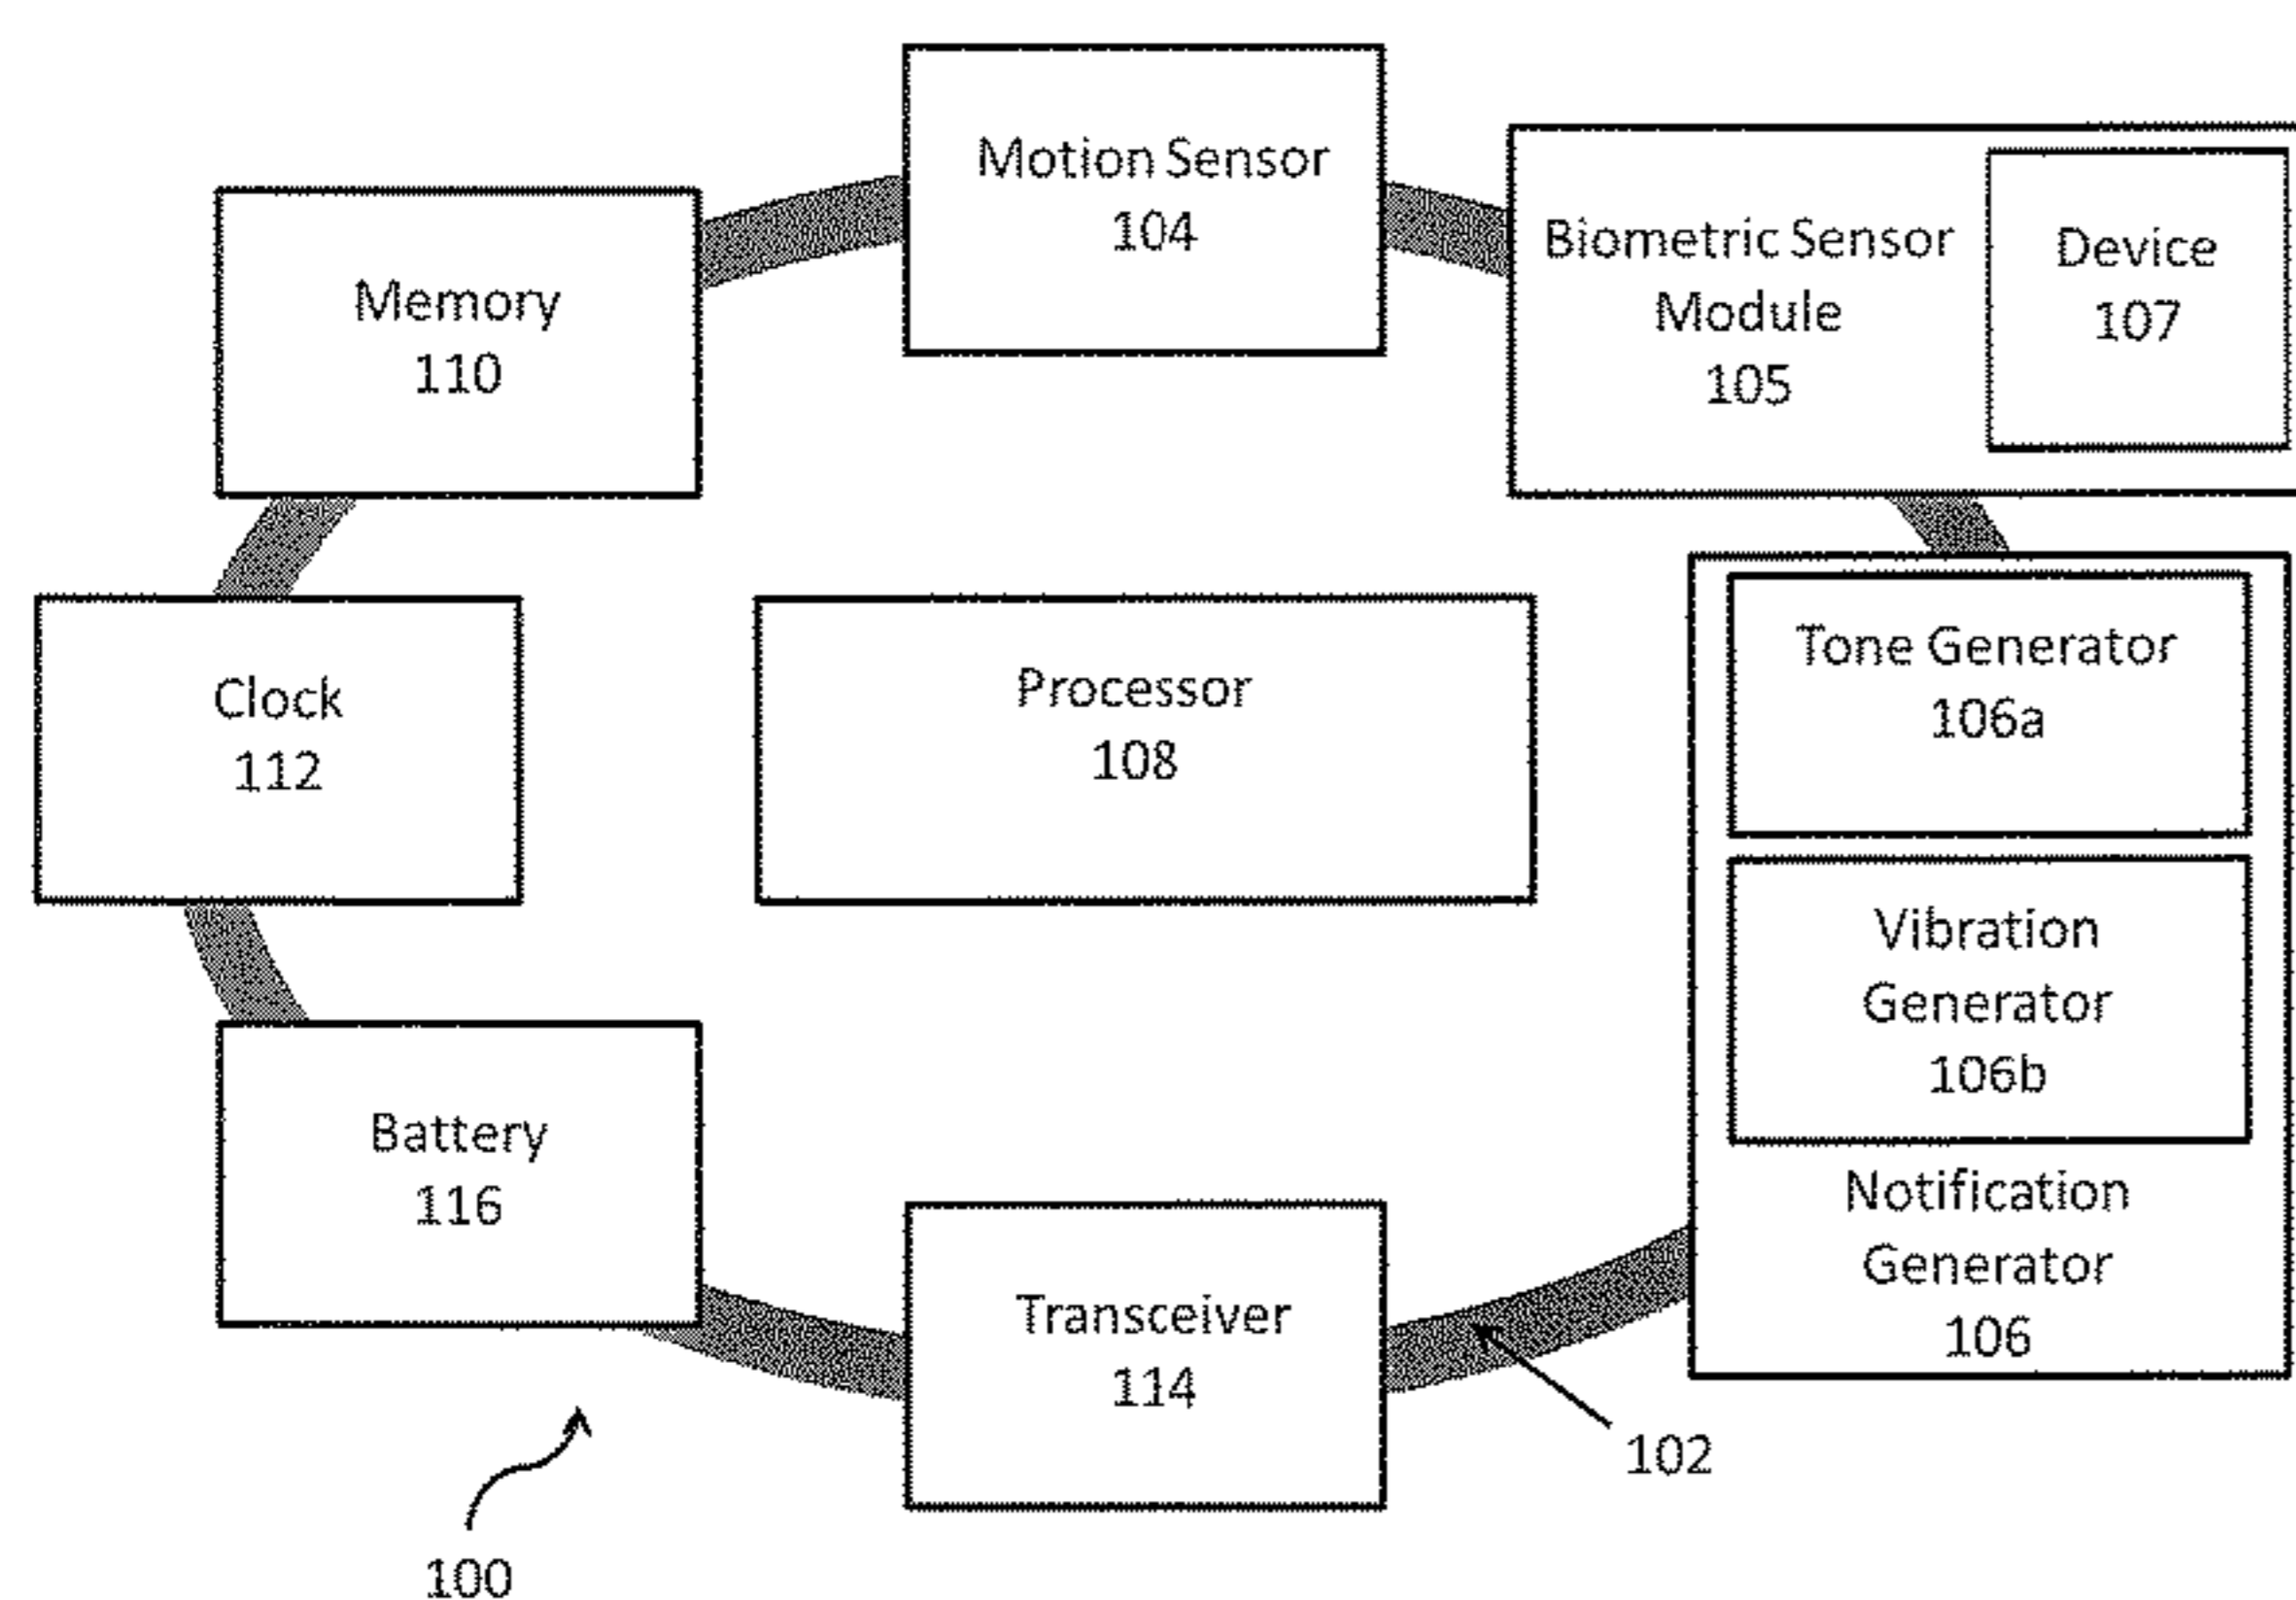 Motion Sensor
104
Biometric Sensor
Module
105
Device
107
Memory
110
Clock
112
Processor
108
Tone Generator
106a
Vibration
Generator
106b
Notification
Generator
106
Battery
116
Transceiver
114
102
100